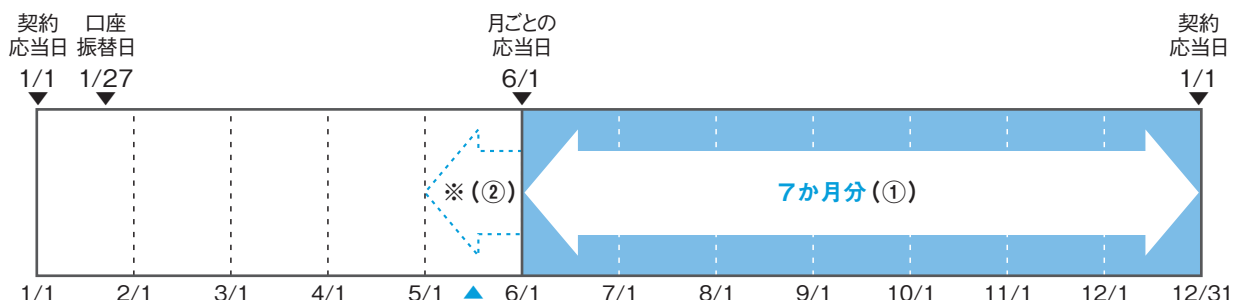 契約
応当日
1/1
口座
振替日
1/27
月ごとの
応当日
6/1
契約
応当日
1/1
※(②)
7か月分(①)
1/1 2/1 3/1 4/1 5/1 6/1 7/1 8/1 9/1 10/1 11/1 12/1 12/31